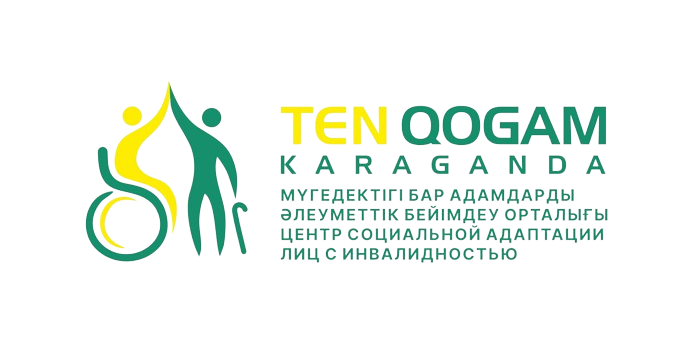 TEN QOGAM
KARAGANDA
МҮГЕДЕКТІГІ БАР АДАМДАРДЫ
ӘЛЕУМЕТТІК БЕЙІМДЕУ ОРТАЛЫҒЫ
ЦЕНТР СОЦИАЛЬНОЙ АДАПТАЦИИ
ЛИЦ С ИНВАЛИДНОСТЬЮ